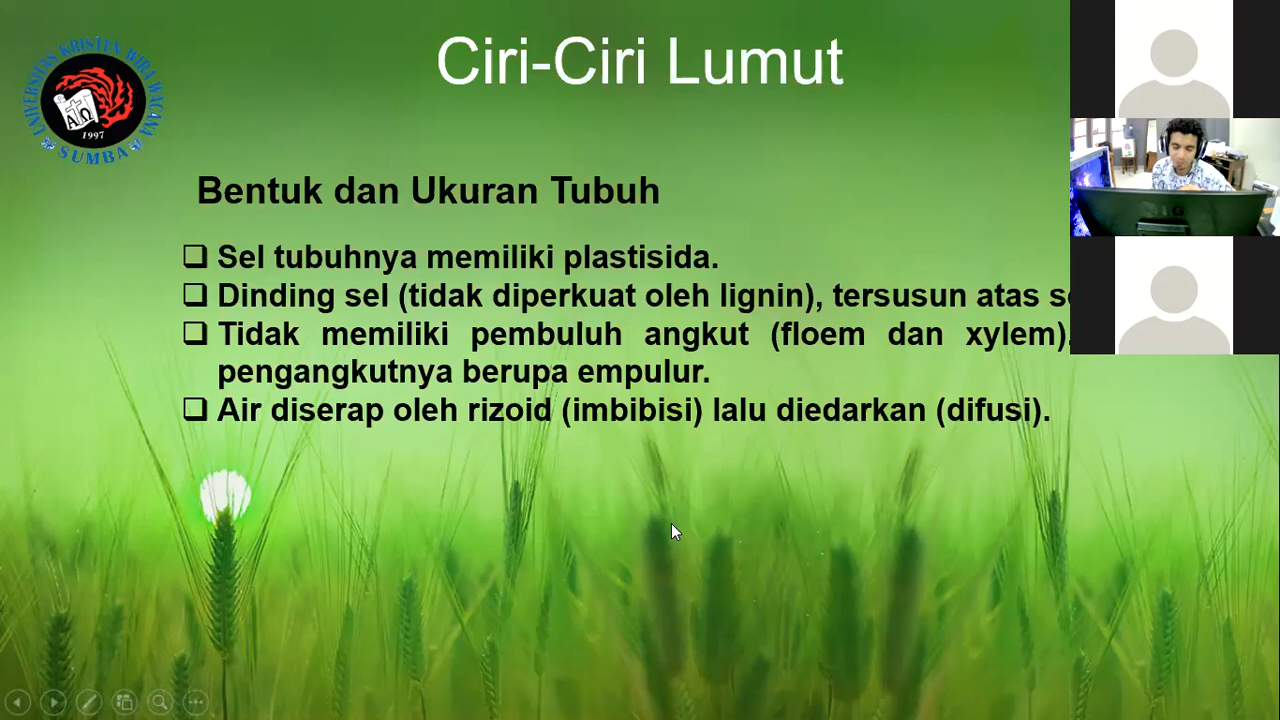 Ciri-Ciri Lumut
UNIVERSITAS KRISTEN WIRA WACANA
SUMBA
ΑΩ
1997
Bentuk dan Ukuran Tubuh
❑ Sel tubuhnya memiliki plastisida.
❑ Dinding sel (tidak diperkuat oleh lignin), tersusun atas
❑ Tidak memiliki pembuluh angkut (floem dan xylem)
pengangkutnya berupa empulur.
❑ Air diserap oleh rizoid (imbibisi) lalu diedarkan (difusi).